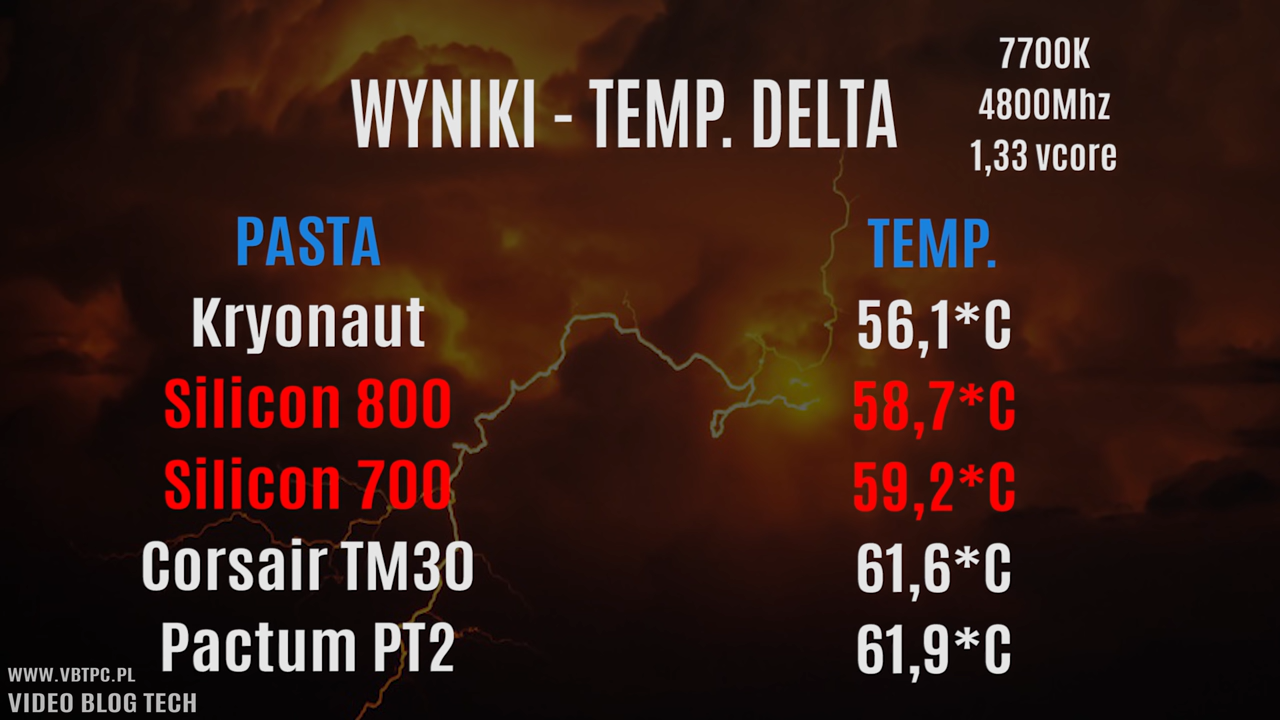 7700K
WYNIKI - TEMP. DELTA
4800Mhz
1,33 vcore
PASTA TEMP.
Kryonaut 56,1*C
Silicon 800 58,7*C
Silicon 700 59,2*C
Corsair TM30 61,6*C
Pactum PT2 61,9*C
WWW.VBTPC.PL
VIDEO BLOG TECH